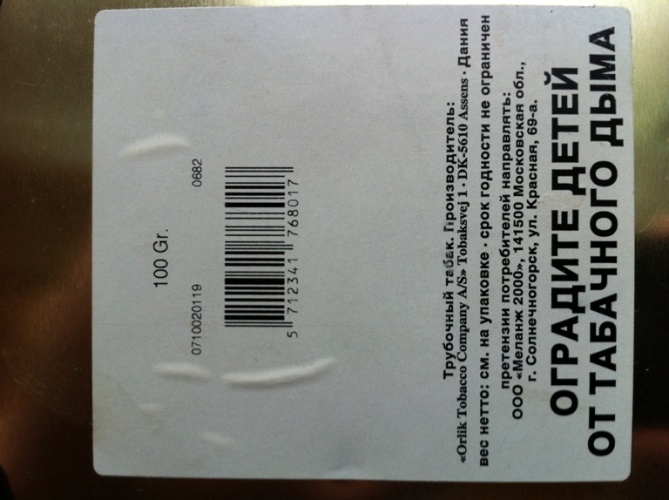 100 Gr.
0710020119
0682
5 712341 768017
Трубочный табак. Производитель:
«Orlik Tobacco Company A/S» Tobaksvej 1 · DK-5610 Assens · Дания
вес нетто: см. на упаковке · срок годности не ограничен
претензии потребителей направлять:
ООО «Меланж 2000», 141500 Московская обл.,
г. Солнечногорск, ул. Красная, 69-а.
ОГРАДИТЕ ДЕТЕЙ
ОТ ТАБАЧНОГО ДЫМА